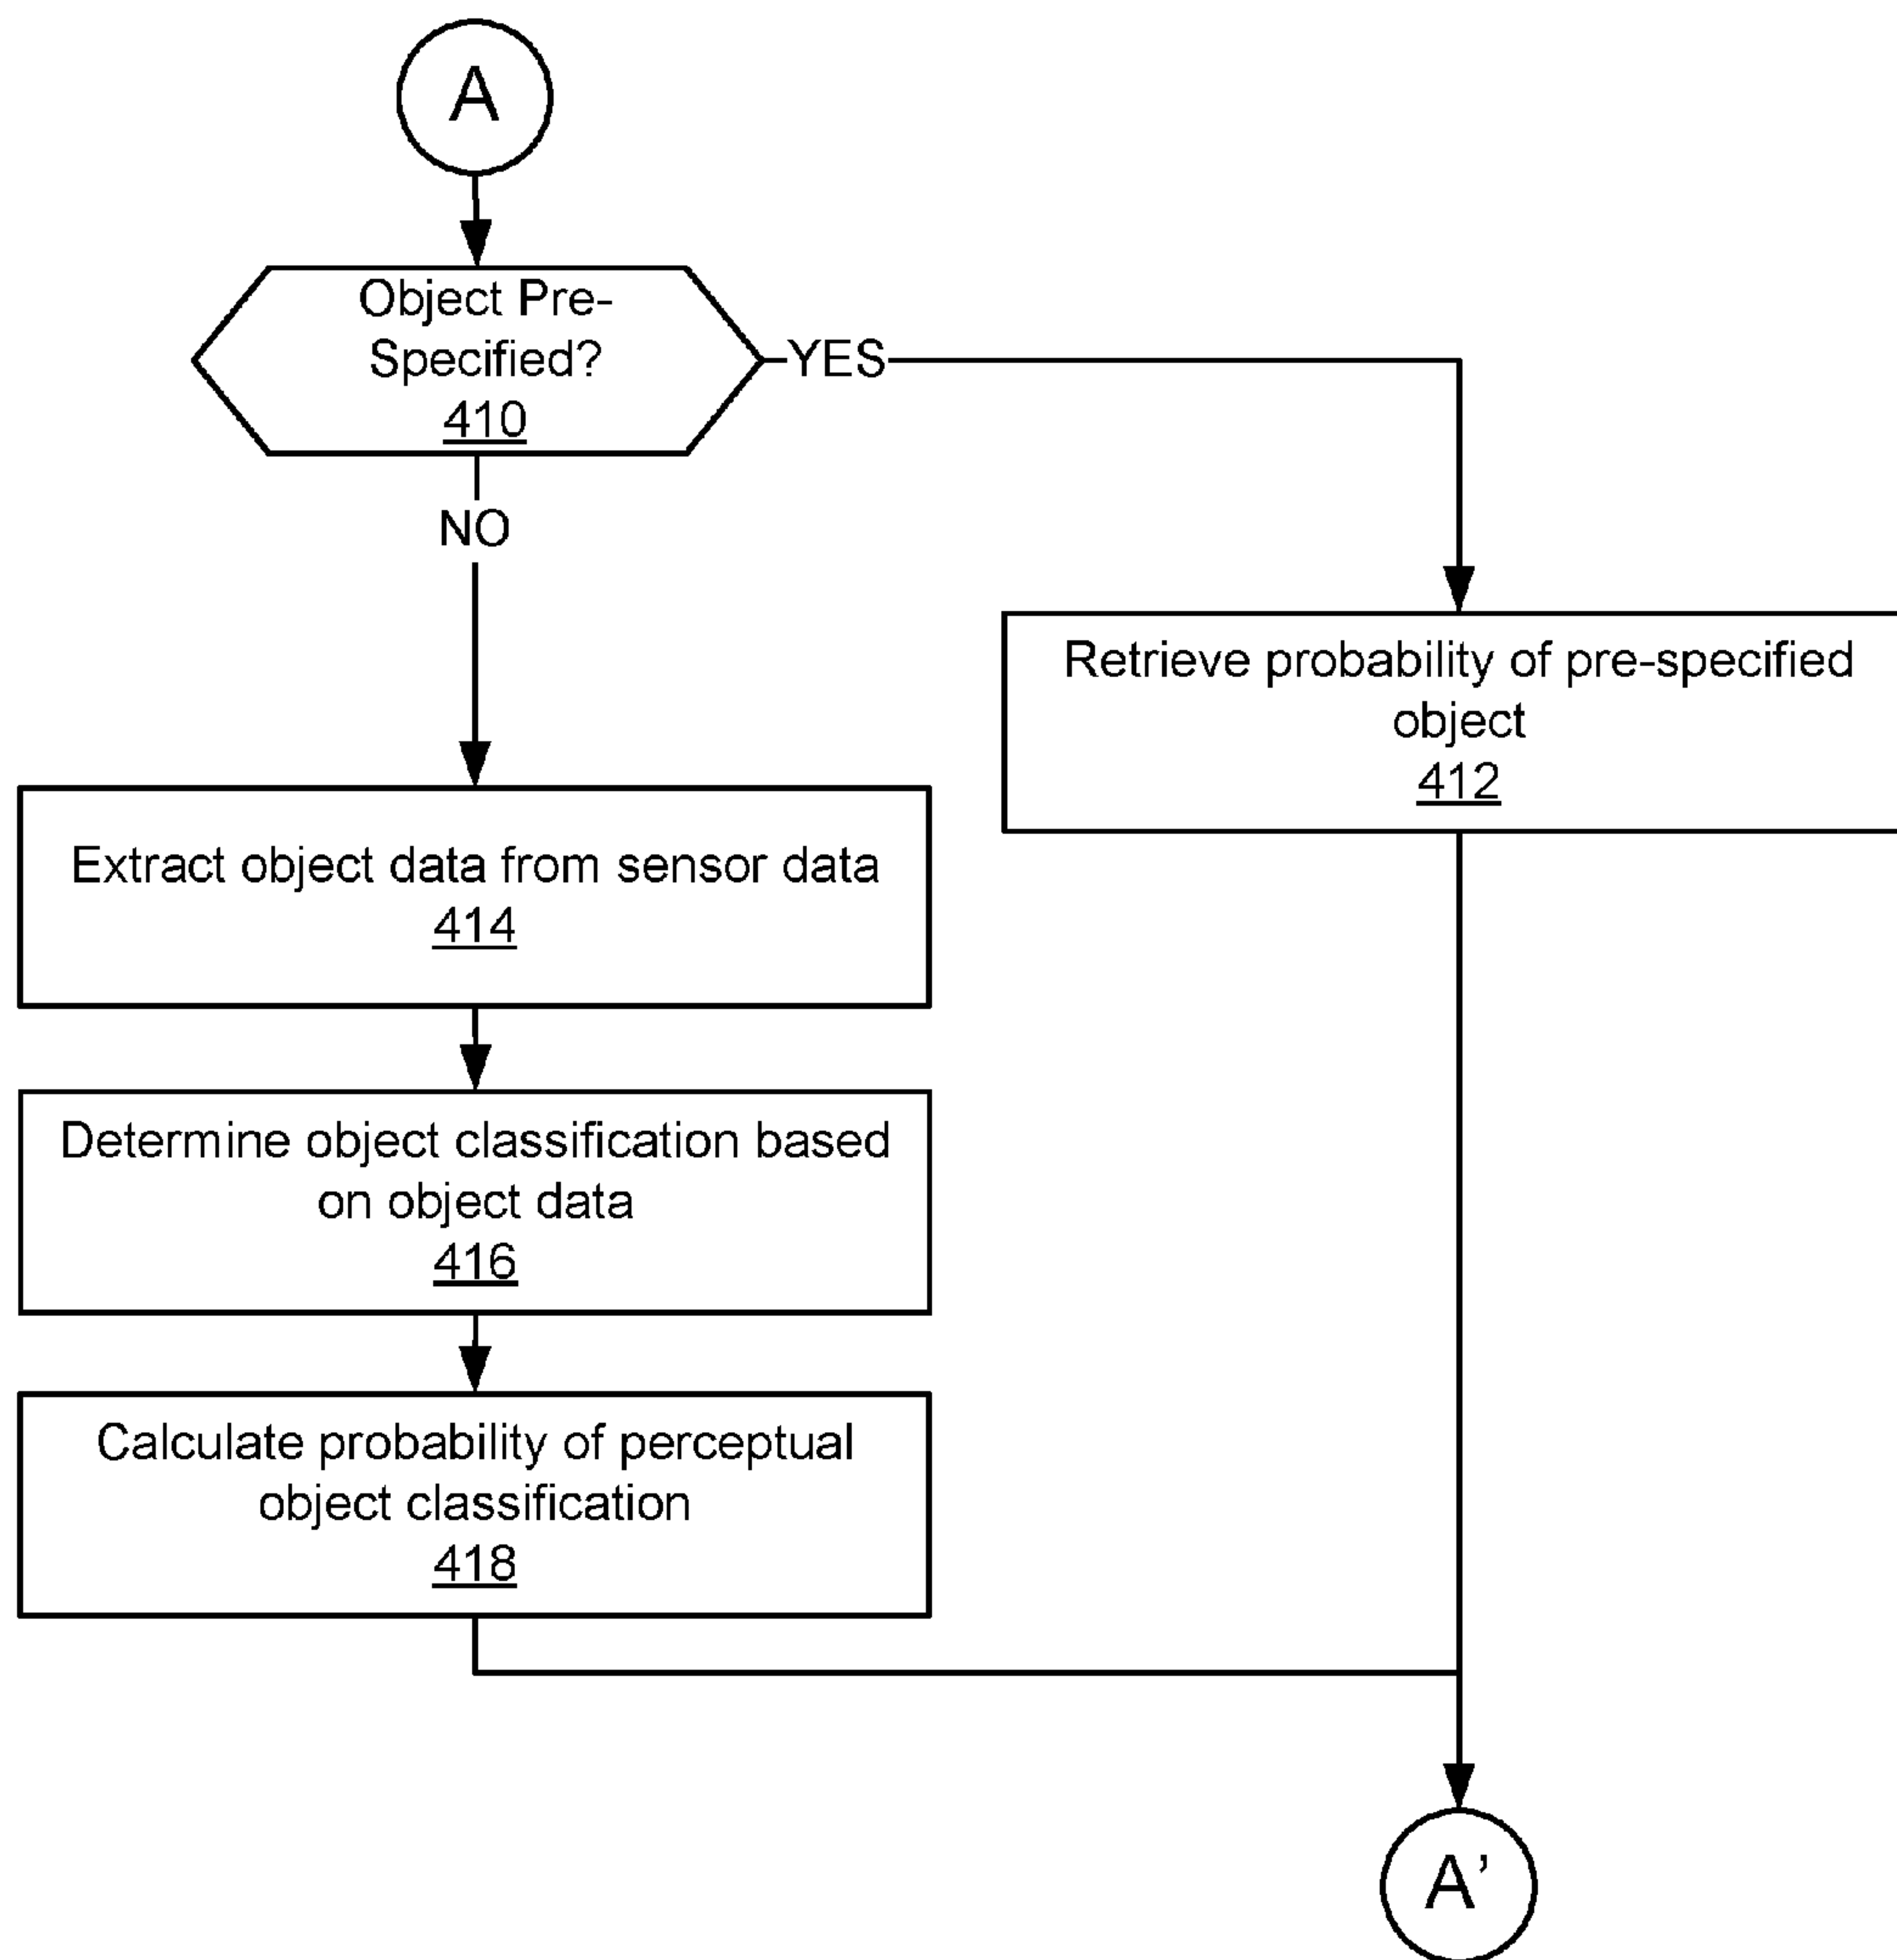 A
Object Pre-
Specified?
410
YES
NO
Retrieve probability of pre-specified
object
412
Extract object data from sensor data
414
Determine object classification based
on object data
416
Calculate probability of perceptual
object classification
418
A'